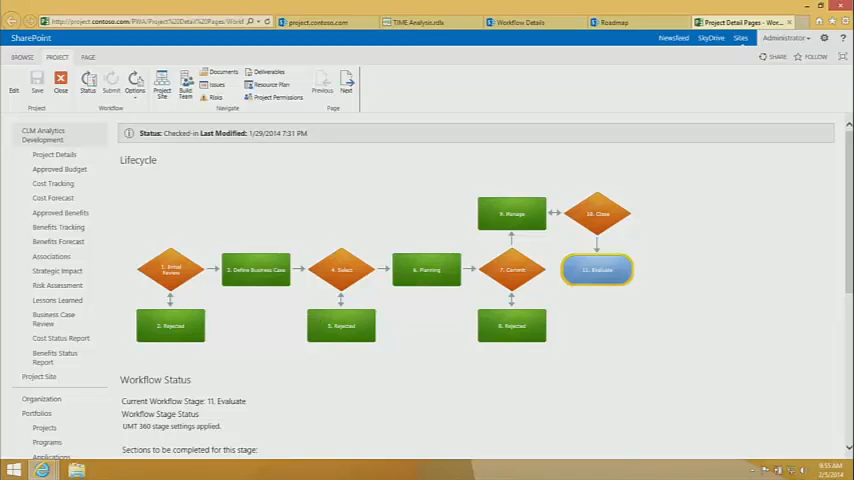 http://project.contoso.com/PWA/Project%20Detail%20Pages/Workf
project.contoso.com
TIME Analysis.rdlx
Workflow Details
Roadmap
Project Detail Pages - Wor...
SharePoint
Newsfeed SkyDrive Sites Administrator ?
BROWSE PROJECT PAGE
SHARE FOLLOW
Edit Save Close
Status Submit Options
Project Site
Build Team
Documents
Issues
Risks
Deliverables
Resource Plan
Project Permissions
Previous Next
Project Workflow Navigate Page
CLM Analytics
Development
Project Details
Approved Budget
Cost Tracking
Cost Forecast
Approved Benefits
Benefits Tracking
Benefits Forecast
Associations
Strategic Impact
Risk Assessment
Lessons Learned
Business Case
Review
Cost Status Report
Benefits Status
Report
Project Site
Organization
Portfolios
Projects
Programs
Applications
Status: Checked-in Last Modified: 1/29/2014 7:31 PM
Lifecycle
9. Manage
10. Close
1. Initial
Review
3. Define Business Case
4. Select
6. Planning
7. Current
11. Evaluate
2. Rejected
5. Rejected
8. Rejected
Workflow Status
Current Workflow Stage: 11. Evaluate
Workflow Stage Status
UMT 360 stage settings applied.
Sections to be completed for this stage:
9:55 AM
2/5/2014